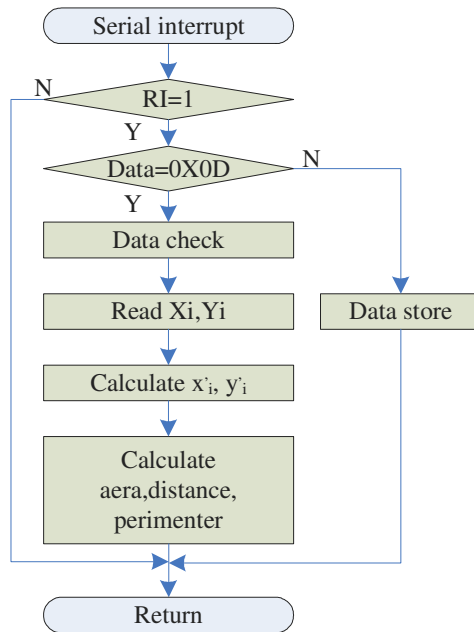 Serial interrupt
N
RI=1
Y
Data=0X0D
N
Y
Data check
Read Xi,Yi
Data store
Calculate x’i, y’i
Calculate
aera,distance,
perimenter
Return